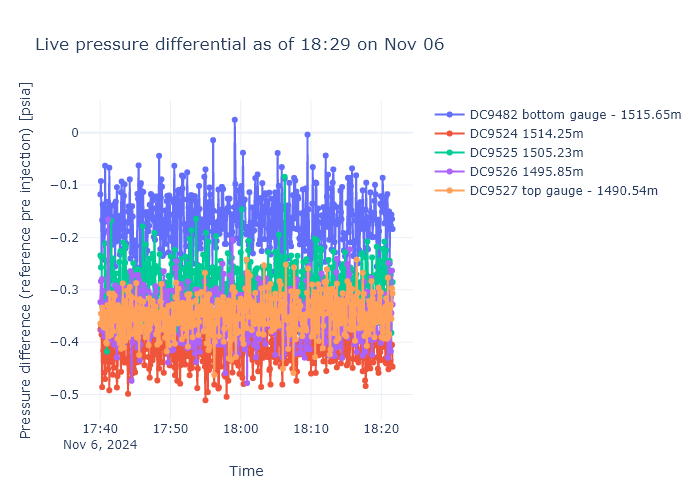 Live pressure differential as of 18:29 on Nov 06
Pressure difference (reference pre injection) [psia]
0
−0.1
−0.2
−0.3
−0.4
−0.5
17:40
17:50
18:00
18:10
18:20
Nov 6, 2024
Time
DC9482 bottom gauge - 1515.65m
DC9524 1514.25m
DC9525 1505.23m
DC9526 1495.85m
DC9527 top gauge - 1490.54m